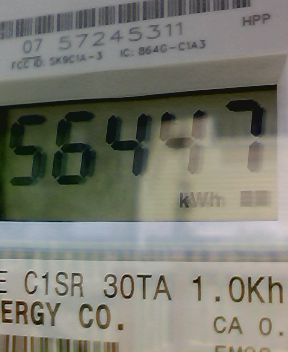 HPP
07 57245311
FCC ID: SK9C1A-3 IC: 864G-C1A3
56447
kWh
E C1SR 30TA 1.0Kh
ERGY CO.
CA 0.